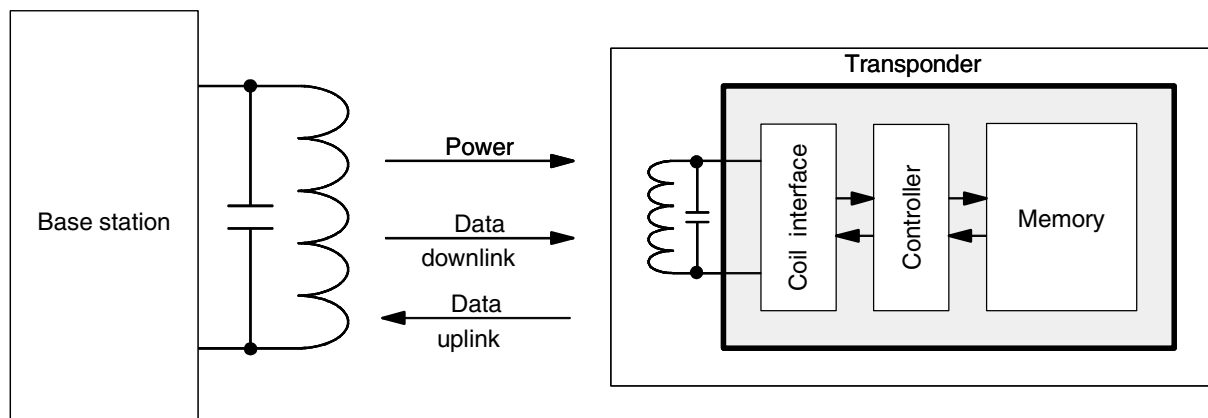 Base station
Power
Data
downlink
Data
uplink
Transponder
Coil interface
Controller
Memory